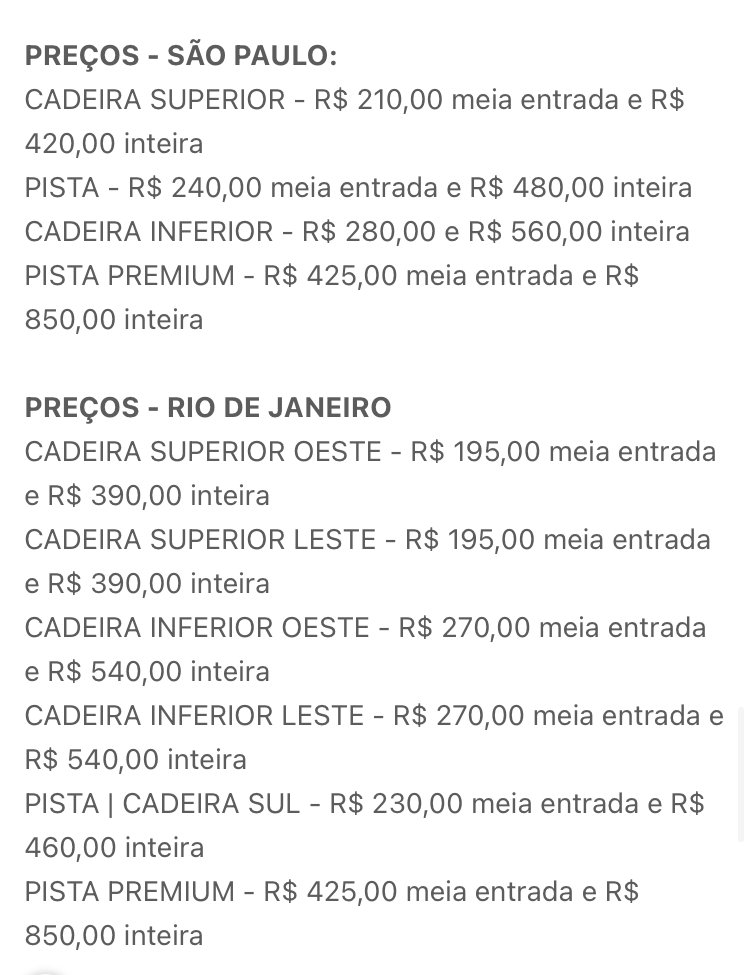 PREÇOS - SÃO PAULO:
CADEIRA SUPERIOR - R$ 210,00 meia entrada e R$
420,00 inteira
PISTA - R$ 240,00 meia entrada e R$ 480,00 inteira
CADEIRA INFERIOR - R$ 280,00 e R$ 560,00 inteira
PISTA PREMIUM - R$ 425,00 meia entrada e R$
850,00 inteira
PREÇOS - RIO DE JANEIRO
CADEIRA SUPERIOR OESTE - R$ 195,00 meia entrada
e R$ 390,00 inteira
CADEIRA SUPERIOR LESTE - R$ 195,00 meia entrada
e R$ 390,00 inteira
CADEIRA INFERIOR OESTE - R$ 270,00 meia entrada
e R$ 540,00 inteira
CADEIRA INFERIOR LESTE - R$ 270,00 meia entrada e
R$ 540,00 inteira
PISTA | CADEIRA SUL - R$ 230,00 meia entrada e R$
460,00 inteira
PISTA PREMIUM - R$ 425,00 meia entrada e R$
850,00 inteira